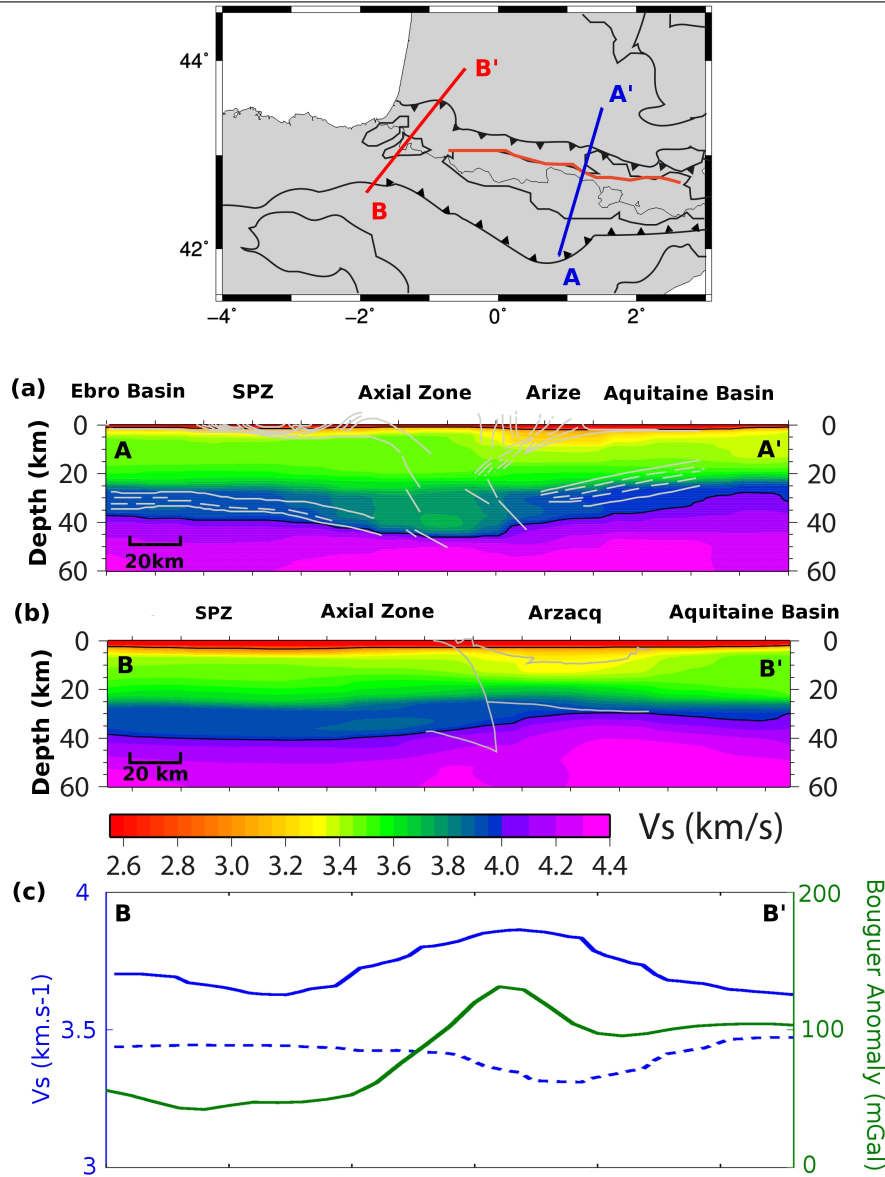 44°
42°
B'
A'
B
A
−4°
−2°
0°
2°
(a)
Ebro Basin SPZ Axial Zone Arize Aquitaine Basin
Depth (km)
0
20
40
60
A
A'
20km
0
20
40
60
(b)
SPZ Axial Zone Arzacq Aquitaine Basin
Depth (km)
0
20
40
60
B
B'
20 km
0
20
40
60
2.6 2.8 3.0 3.2 3.4 3.6 3.8 4.0 4.2 4.4
Vs (km/s)
(c)
Vs (km.s-1)
4
3.5
3
B
B'
200
100
0
Bouguer Anomaly (mGal)